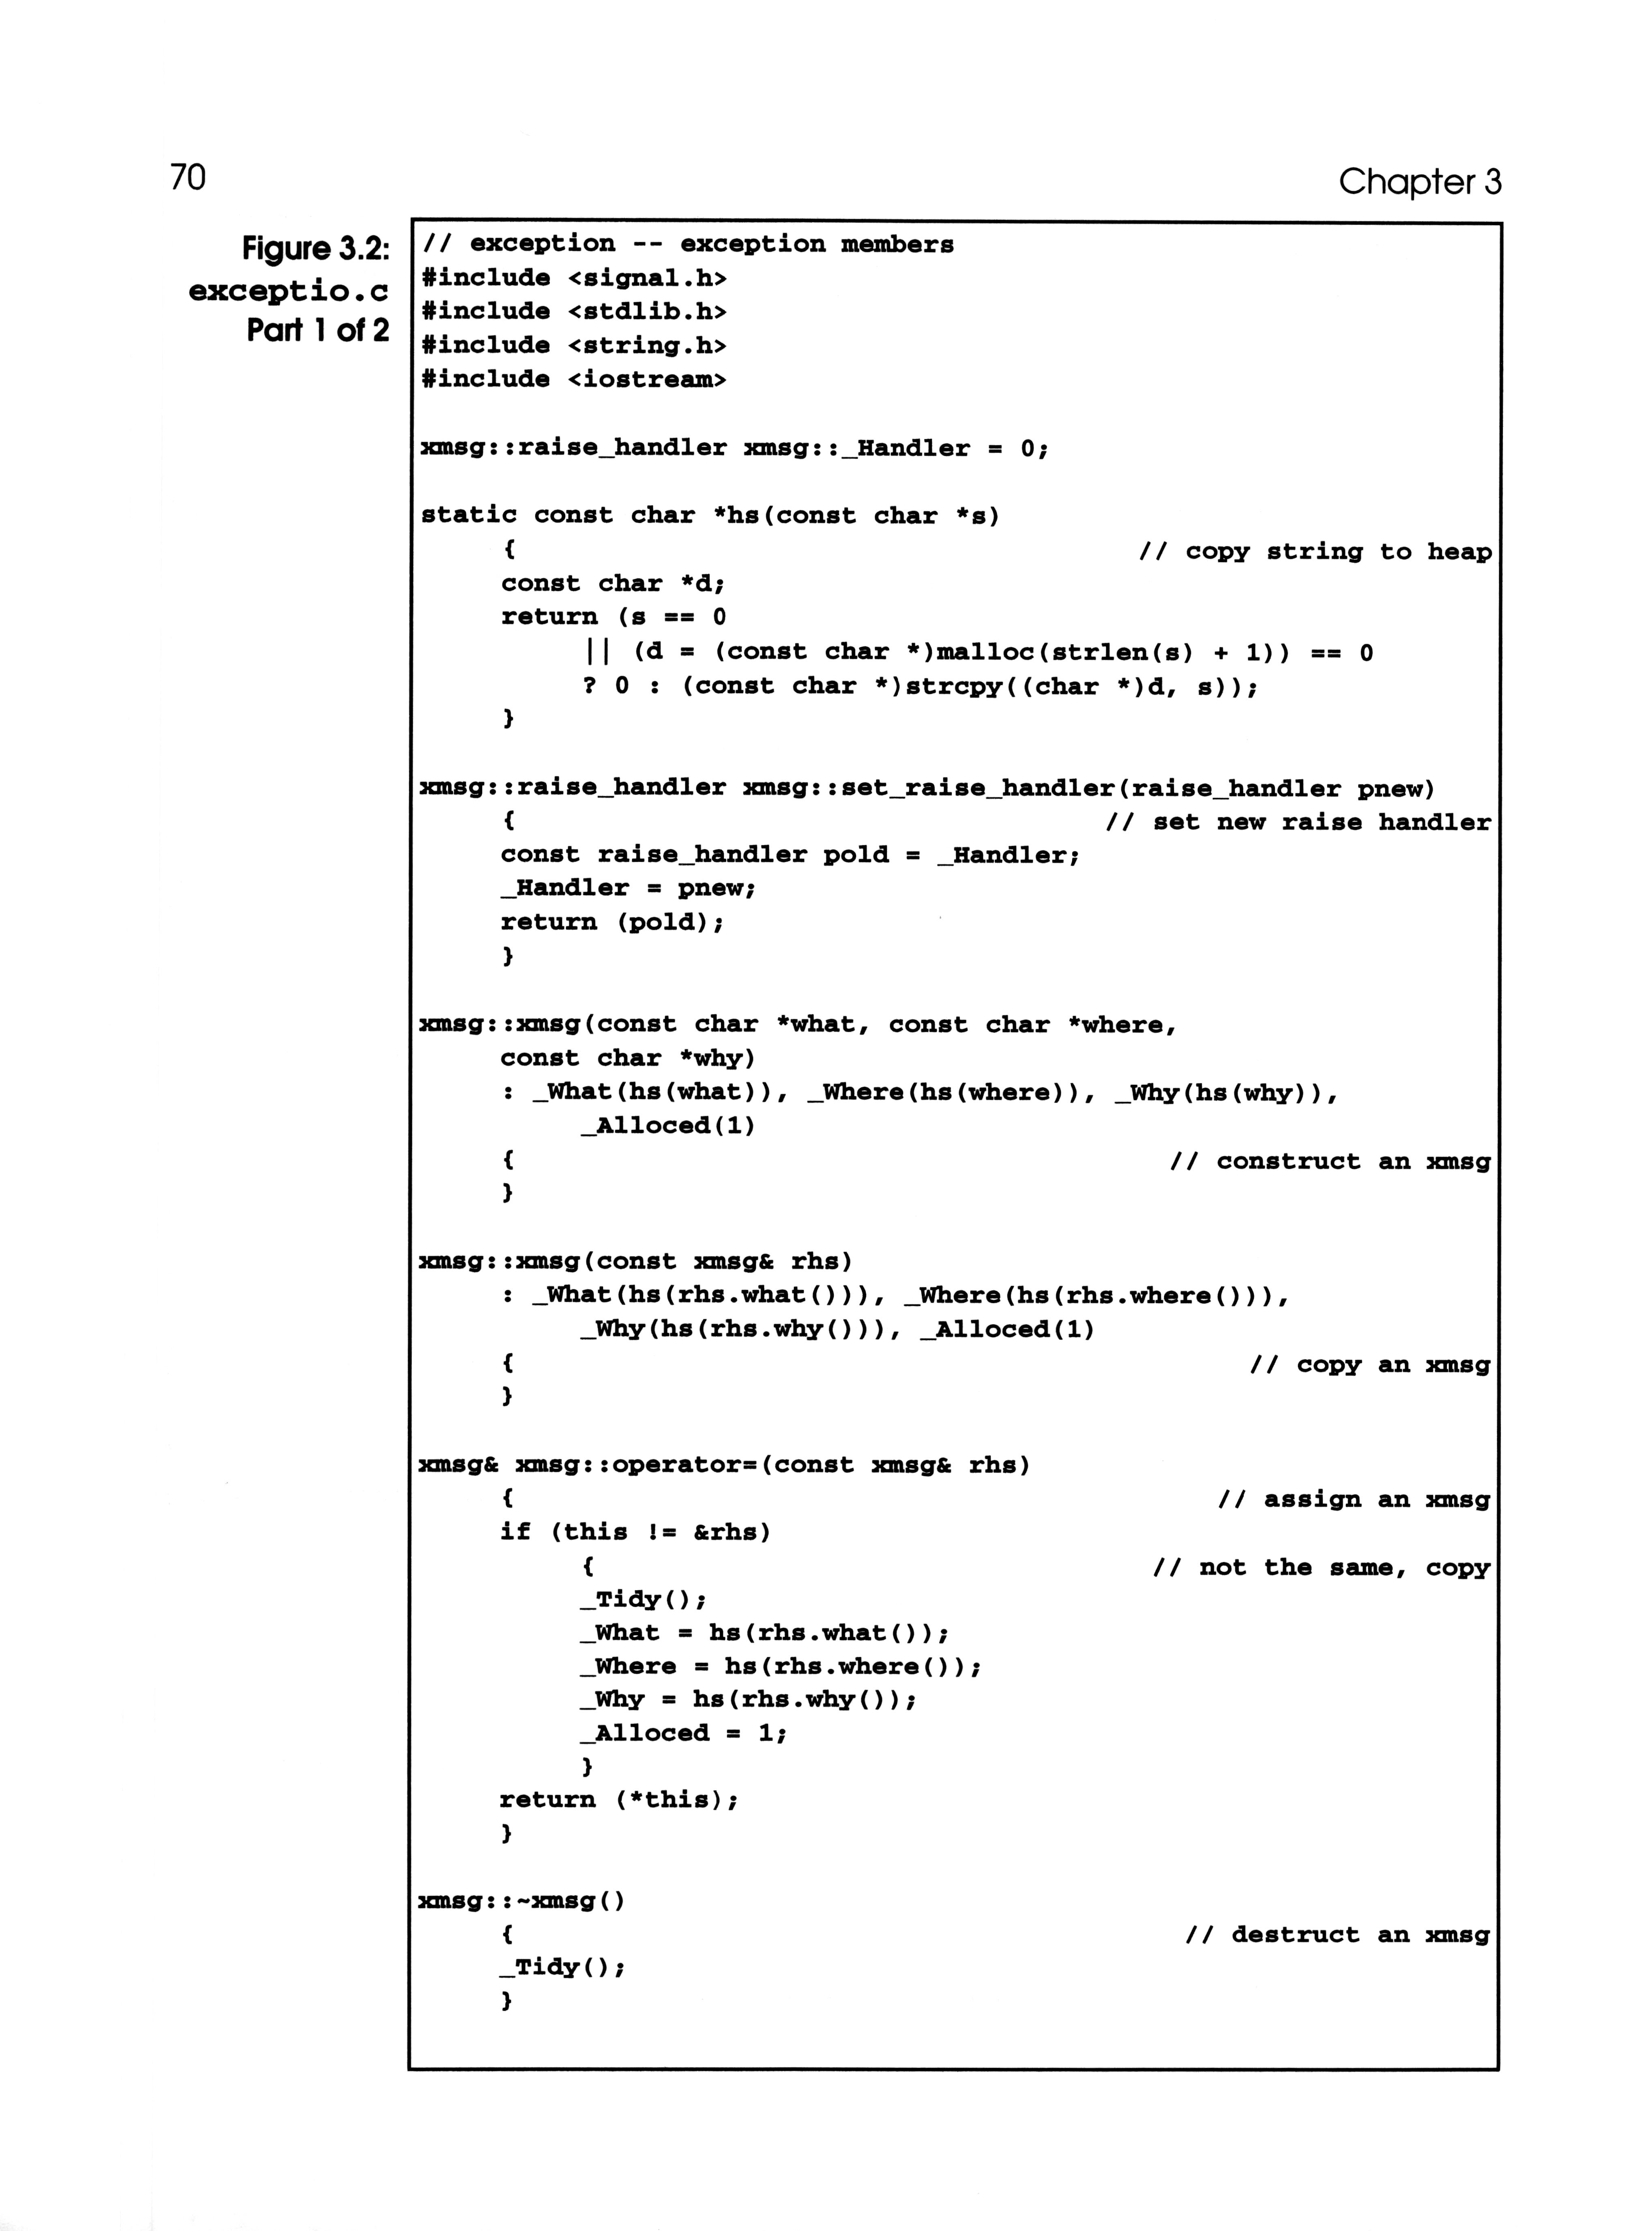 70
Chapter 3
Figure 3.2:
exceptio.c
Part 1 of 2
// exception -- exception members
#include <signal.h>
#include <stdlib.h>
#include <string.h>
#include <iostream>
xmsg::raise_handler xmsg::_Handler = 0;
static const char *hs(const char *s)
{ // copy string to heap
const char *d;
return (s == 0
|| (d = (const char *)malloc(strlen(s) + 1)) == 0
? 0 : (const char *)strcpy((char *)d, s));
}
xmsg::raise_handler xmsg::set_raise_handler(raise_handler pnew)
{ // set new raise handler
const raise_handler pold = _Handler;
_Handler = pnew;
return (pold);
}
xmsg::xmsg(const char *what, const char *where,
const char *why)
: _What(hs(what)), _Where(hs(where)), _Why(hs(why)),
_Alloced(1)
{ // construct an xmsg
}
xmsg::xmsg(const xmsg& rhs)
: _What(hs(rhs.what())), _Where(hs(rhs.where())),
_Why(hs(rhs.why())), _Alloced(1)
{ // copy an xmsg
}
xmsg& xmsg::operator=(const xmsg& rhs)
{ // assign an xmsg
if (this != &rhs)
{ // not the same, copy
_Tidy();
_What = hs(rhs.what());
_Where = hs(rhs.where());
_Why = hs(rhs.why());
_Alloced = 1;
}
return (*this);
}
xmsg::~xmsg()
{ // destruct an xmsg
_Tidy();
}